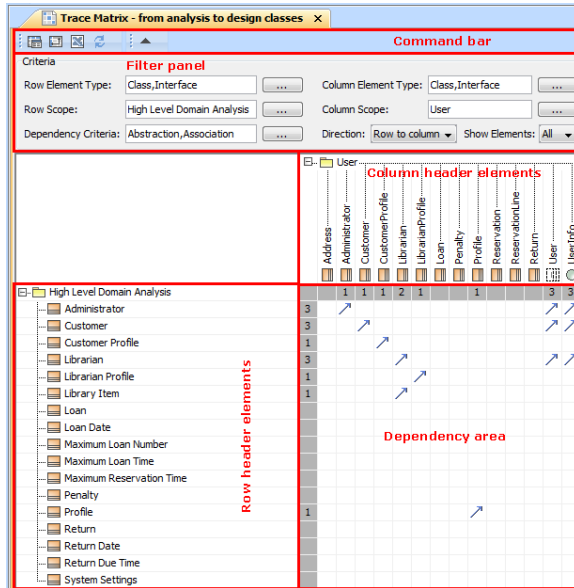 Trace Matrix - from analysis to design classes
Command bar
Criteria
Filter panel
Row Element Type: Class,Interface ... Column Element Type: Class,Interface ...
Row Scope: High Level Domain Analysis ... Column Scope: User ...
Dependency Criteria: Abstraction,Association ... Direction: Row to column Show Elements: All
User
Column header elements
Address
Administrator
Customer
CustomerProfile
Librarian
LibrarianProfile
Loan
Penalty
Profile
Reservation
ReservationLine
Return
User
UserInfo
High Level Domain Analysis 1 1 1 2 1 1 3 3
Administrator 3
Customer 3
Customer Profile 1
Librarian 3
Librarian Profile 1
Library Item 1
Loan
Loan Date
Maximum Loan Number
Maximum Loan Time
Maximum Reservation Time
Penalty
Profile 1
Return
Return Date
Return Due Time
System Settings
Row header elements
Dependency area